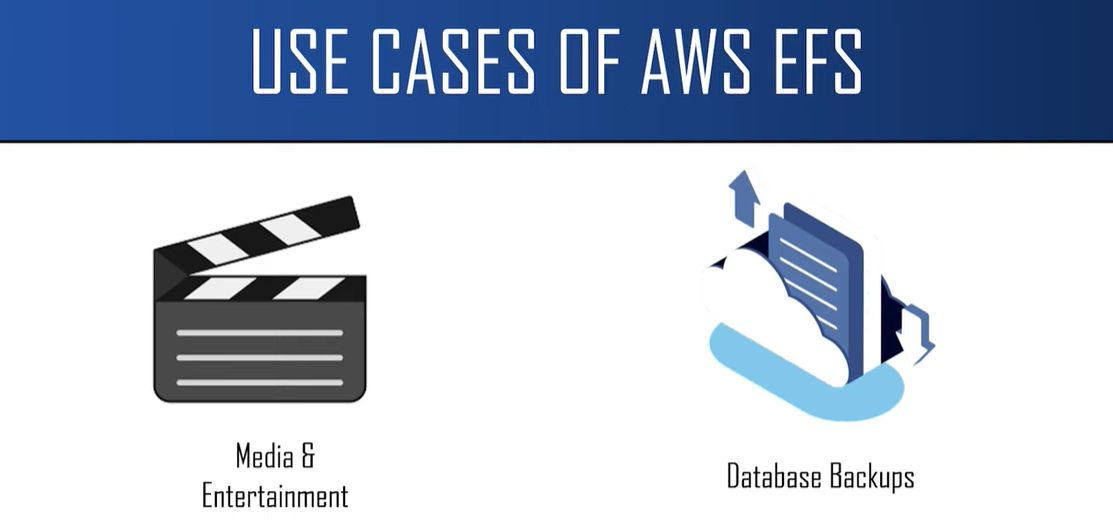 USE CASES OF AWS EFS
Media &
Entertainment
Database Backups